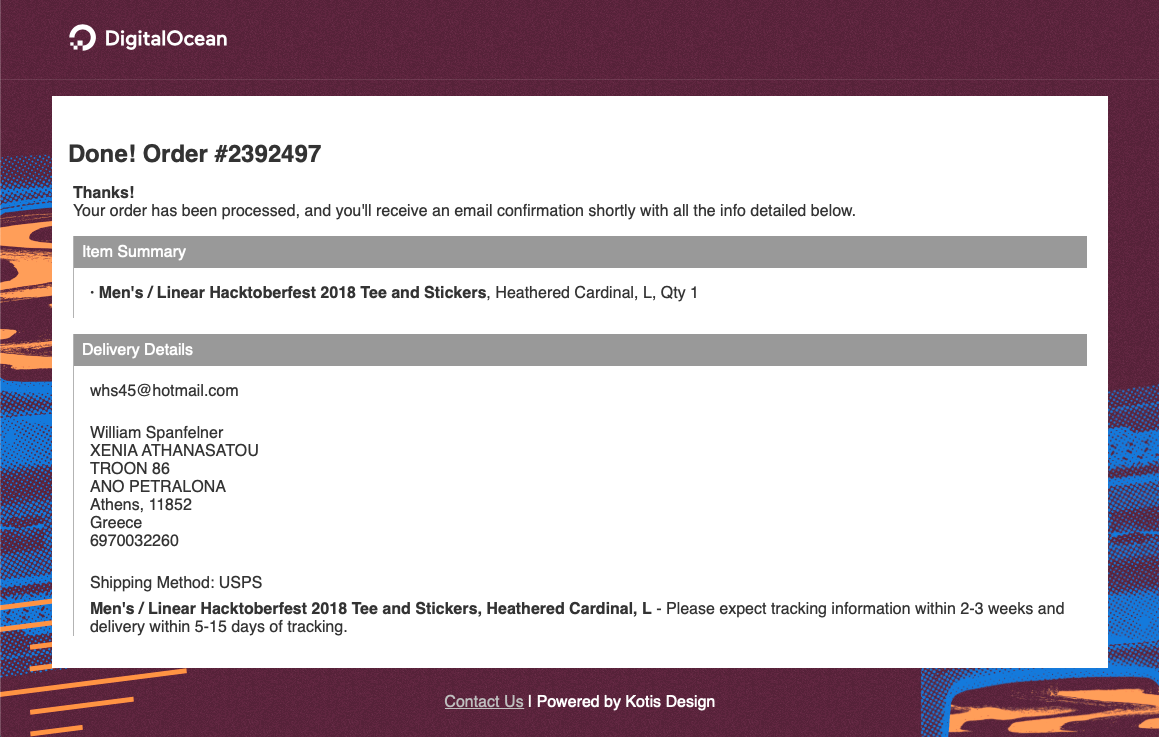 DigitalOcean
Done! Order #2392497
Thanks!
Your order has been processed, and you'll receive an email confirmation shortly with all the info detailed below.
Item Summary
· Men's / Linear Hacktoberfest 2018 Tee and Stickers, Heathered Cardinal, L, Qty 1
Delivery Details
whs45@hotmail.com
William Spanfelner
XENIA ATHANASATOU
TROON 86
ANO PETRALONA
Athens, 11852
Greece
6970032260
Shipping Method: USPS
Men's / Linear Hacktoberfest 2018 Tee and Stickers, Heathered Cardinal, L - Please expect tracking information within 2-3 weeks and
delivery within 5-15 days of tracking.
Contact Us | Powered by Kotis Design